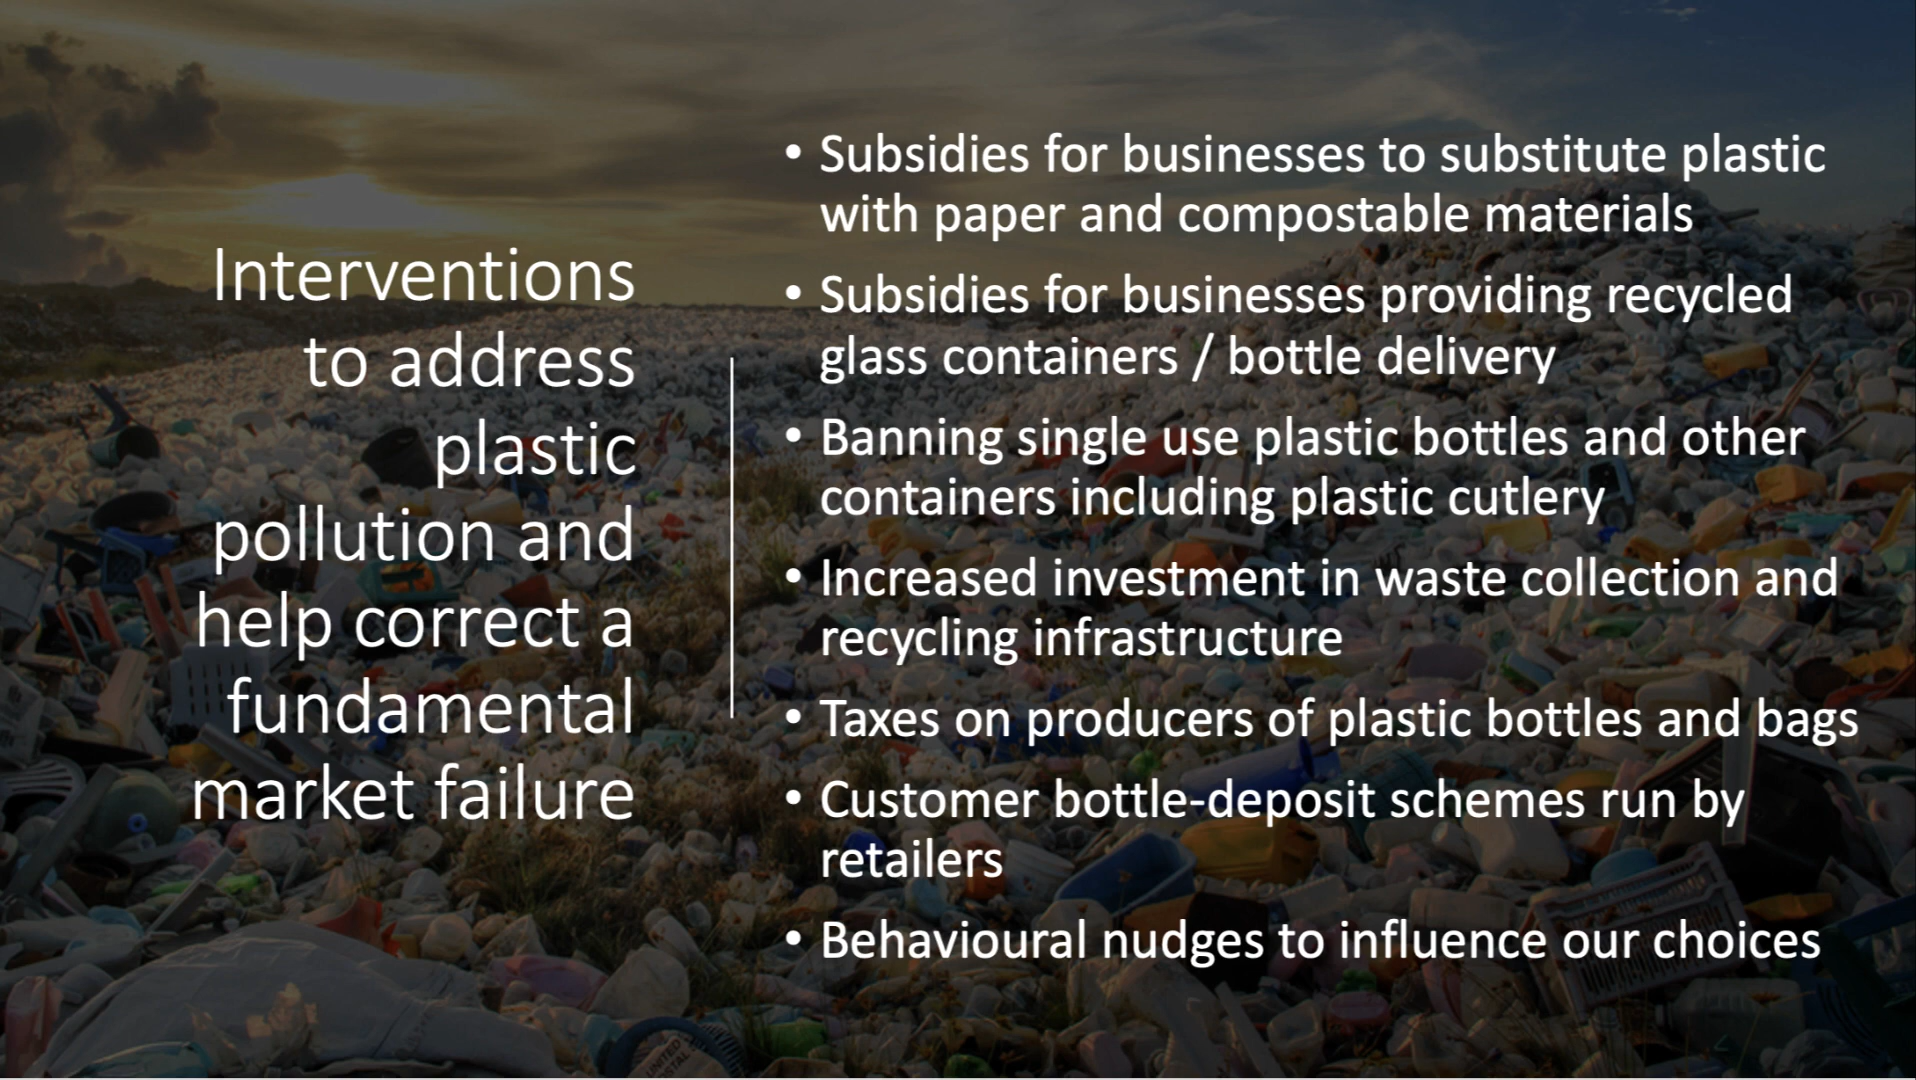 Interventions
to address
plastic
pollution and
help correct a
fundamental
market failure
• Subsidies for businesses to substitute plastic
with paper and compostable materials
• Subsidies for businesses providing recycled
glass containers / bottle delivery
• Banning single use plastic bottles and other
containers including plastic cutlery
• Increased investment in waste collection and
recycling infrastructure
• Taxes on producers of plastic bottles and bags
• Customer bottle-deposit schemes run by
retailers
• Behavioural nudges to influence our choices
UNITED